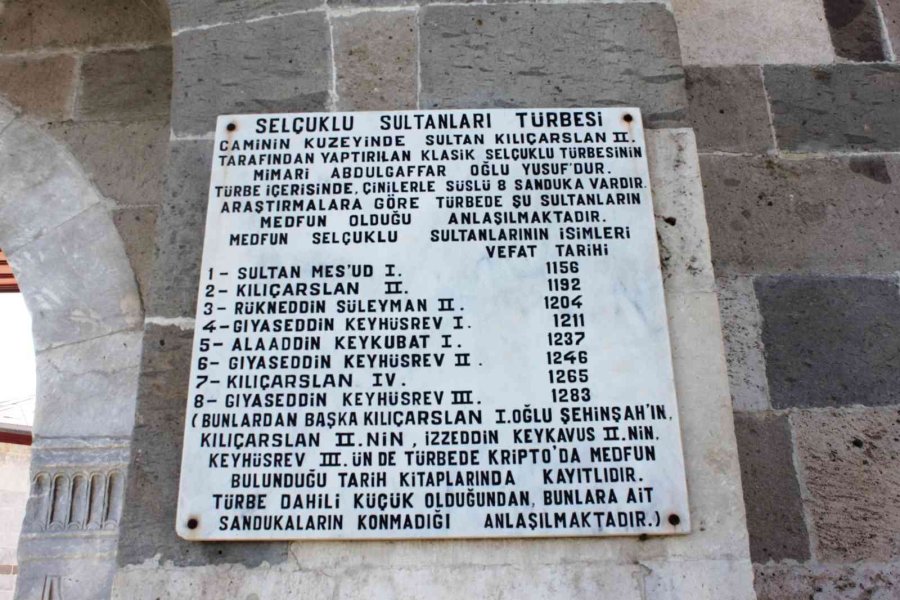 SELÇUKLU SULTANLARI TÜRBESİ
CAMİNİN KUZEYİNDE SULTAN KILIÇARSLAN II.
TARAFINDAN YAPTIRILAN KLASİK SELÇUKLU TÜRBESİNİN
MİMARİ ABDULGAFFAR OĞLU YUSUF'DUR.
TÜRBE İÇERİSİNDE, ÇİNİLERLE SÜSLÜ 8 SANDUKA VARDIR.
ARAŞTIRMALARA GÖRE TÜRBEDE ŞU SULTANLARIN
MEDFUN OLDUĞU ANLAŞILMAKTADIR.
MEDFUN SELÇUKLU SULTANLARININ İSİMLERİ
VEFAT TARİHİ
1- SULTAN MES'UD I. 1156
2- KILIÇARSLAN II. 1192
3- RÜKNEDDİN SÜLEYMAN II. 1204
4- GIYASEDDİN KEYHÜSREV I. 1211
5- ALAADDİN KEYKUBAT I. 1237
6- GIYASEDDİN KEYHÜSREV II. 1246
7- KILIÇARSLAN IV. 1265
8- GIYASEDDİN KEYHÜSREV III. 1283
(BUNLARDAN BAŞKA KILIÇARSLAN I.OĞLU ŞEHİNŞAH'IN,
KILIÇARSLAN II.NİN, İZZEDDİN KEYKAVUS II.NİN.
KEYHÜSREV III.ÜN DE TÜRBEDE KRİPTO'DA MEDFUN
BULUNDUĞU TARİH KİTAPLARINDA KAYITLIDIR.
TÜRBE DAHİLİ KÜÇÜK OLDUĞUNDAN, BUNLARA AİT
SANDUKALARIN KONMADIĞI ANLAŞILMAKTADIR.)